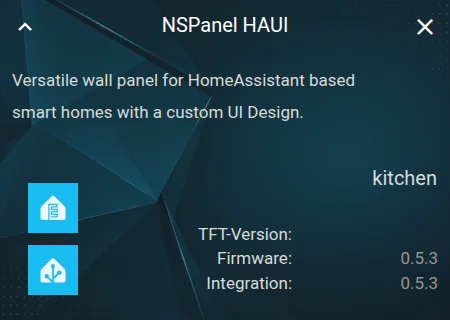 NSPanel HAUI
Versatile wall panel for HomeAssistant based
smart homes with a custom UI Design.
kitchen
TFT-Version:
Firmware: 0.5.3
Integration: 0.5.3